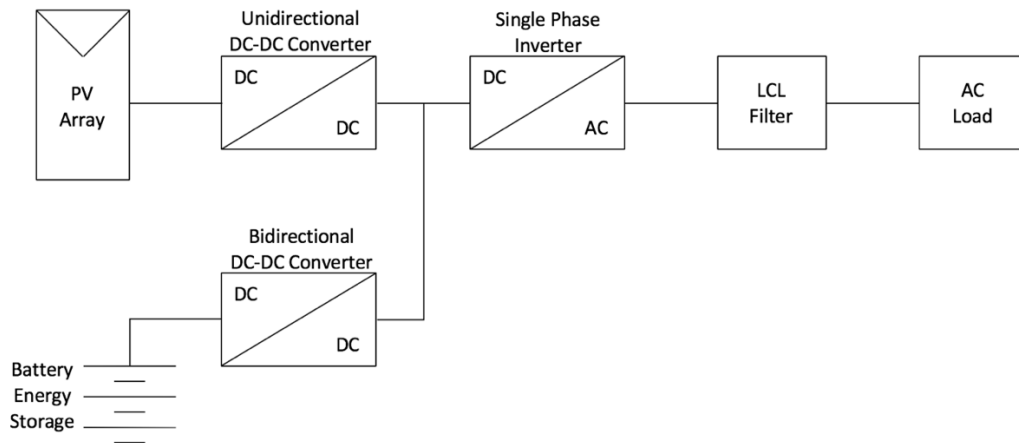 Unidirectional
DC-DC Converter
Single Phase
Inverter
PV
Array
DC
DC
DC
AC
LCL
Filter
AC
Load
Bidirectional
DC-DC Converter
DC
DC
Battery
Energy
Storage